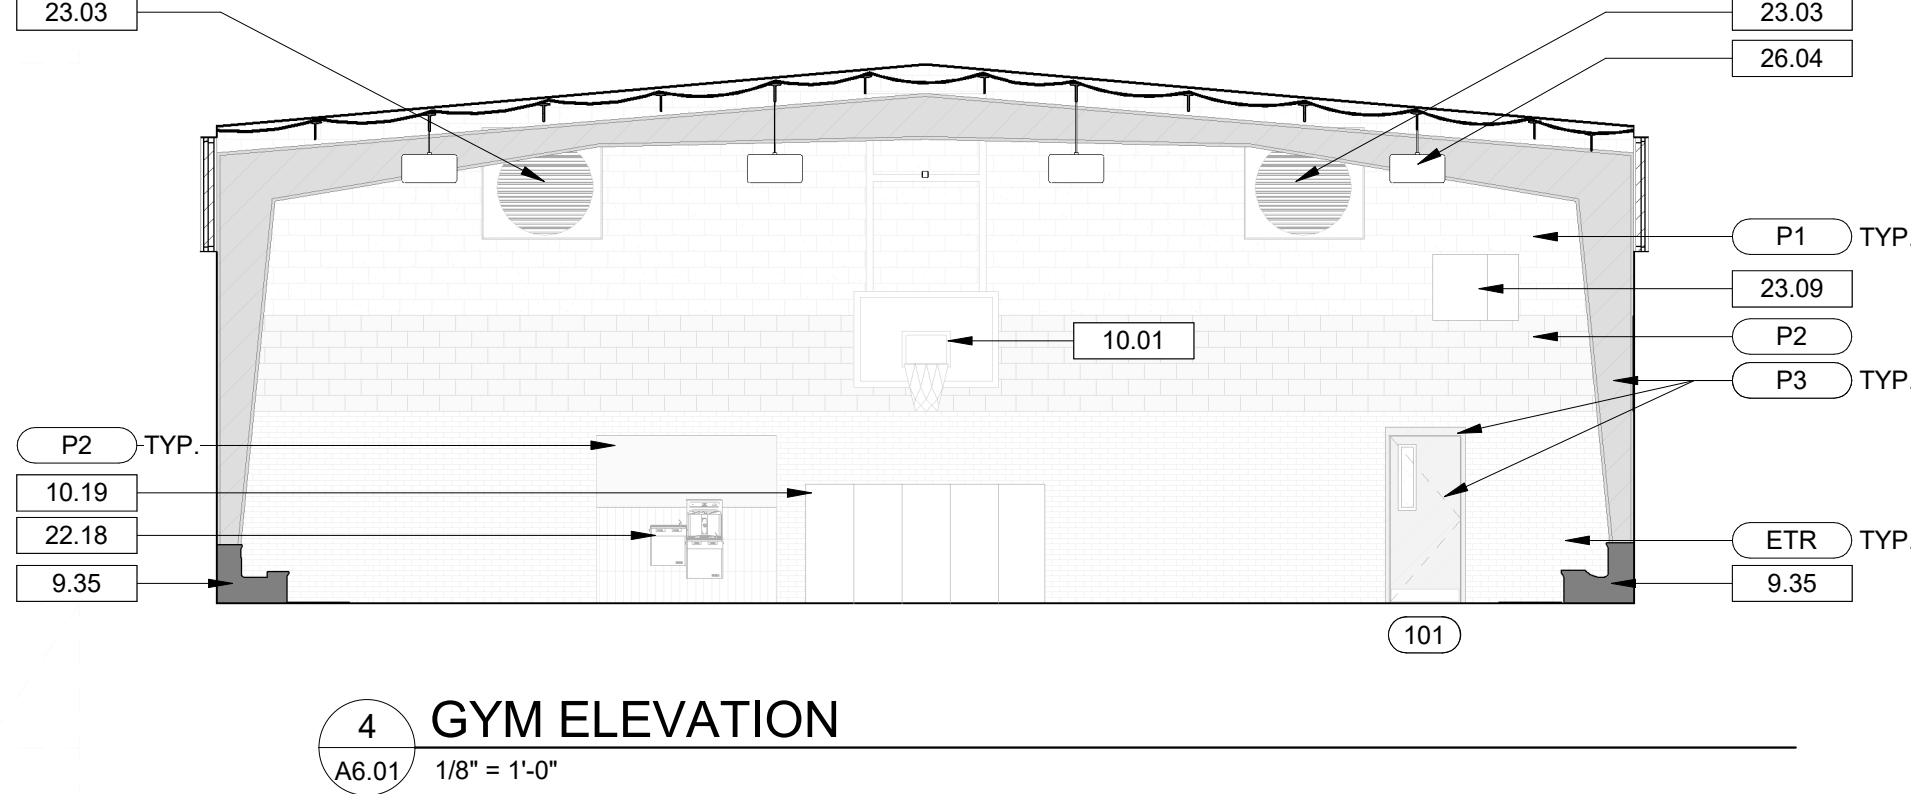 23.03
23.03
26.04
P1 TYP.
23.09
10.01
P2
P3 TYP.
P2 TYP.
10.19
22.18
ETR TYP.
9.35
9.35
101
4 GYM ELEVATION
A6.01 1/8" = 1'-0"